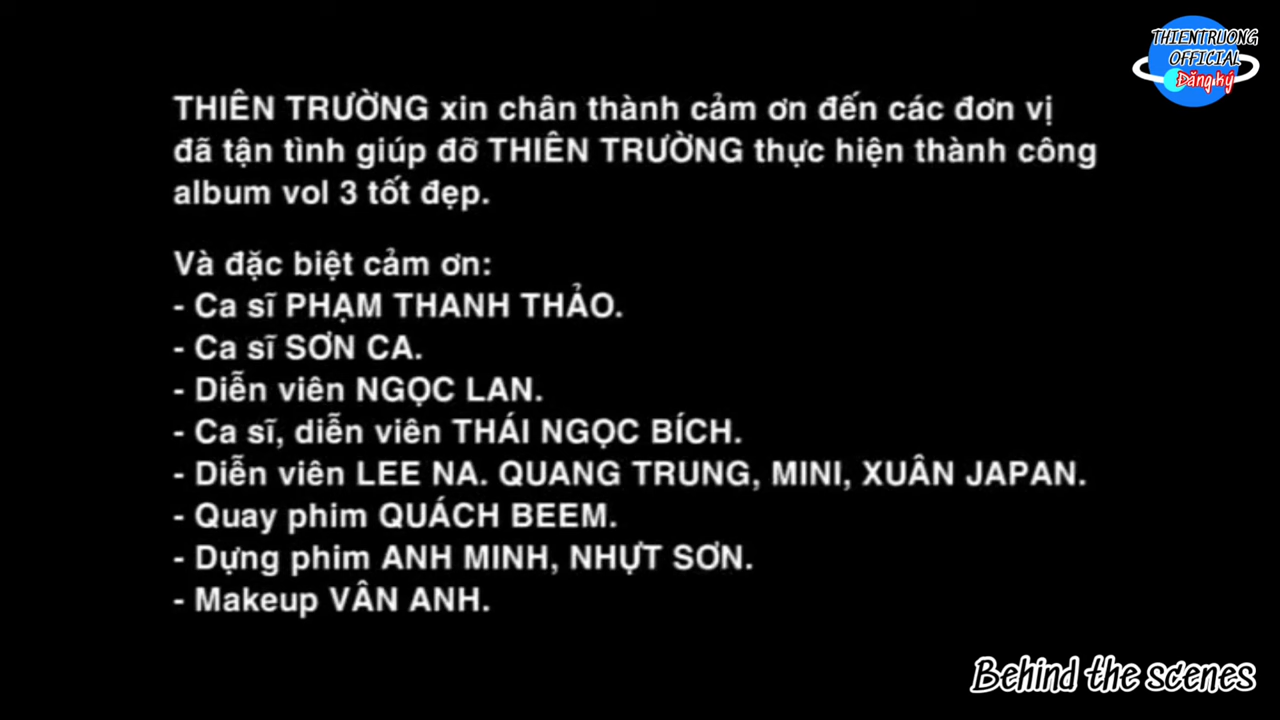 THIENTRUONG
OFFICIAL
Đăng ký
THIÊN TRƯỜNG xin chân thành cảm ơn đến các đơn vị
đã tận tình giúp đỡ THIÊN TRƯỜNG thực hiện thành công
album vol 3 tốt đẹp.
Và đặc biệt cảm ơn:
- Ca sĩ PHẠM THANH THẢO.
- Ca sĩ SƠN CA.
- Diễn viên NGỌC LAN.
- Ca sĩ, diễn viên THÁI NGỌC BÍCH.
- Diễn viên LEE NA. QUANG TRUNG, MINI, XUÂN JAPAN.
- Quay phim QUÁCH BEEM.
- Dựng phim ANH MINH, NHỰT SƠN.
- Makeup VÂN ANH.
Behind the scenes